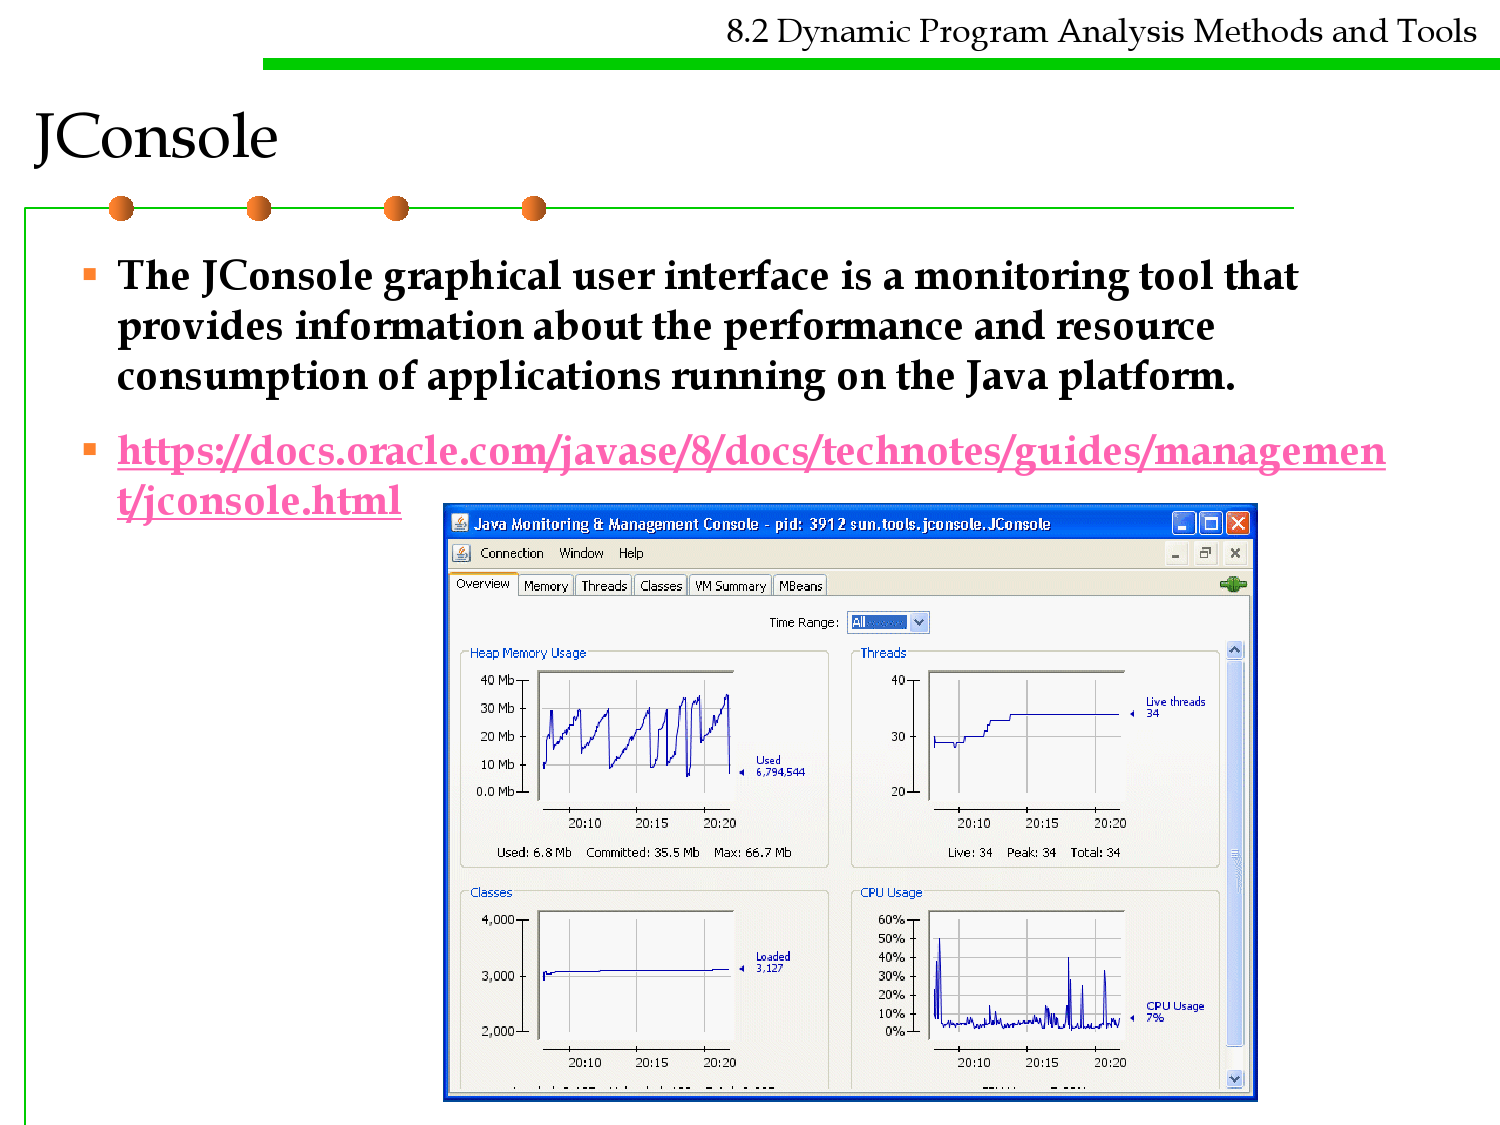 8.2 Dynamic Program Analysis Methods and Tools
JConsole
The JConsole graphical user interface is a monitoring tool that
provides information about the performance and resource
consumption of applications running on the Java platform.
https://docs.oracle.com/javase/8/docs/technotes/guides/managemen
t/jconsole.html
Java Monitoring & Management Console - pid: 3912 sun.tools.jconsole.JConsole
Connection Window Help
Overview Memory Threads Classes VM Summary MBeans
Time Range: All
Heap Memory Usage
40 Mb
30 Mb
20 Mb
10 Mb
0.0 Mb
Used
6,794,544
20:10 20:15 20:20
Used: 6.8 Mb Committed: 35.5 Mb Max: 66.7 Mb
Threads
40
30
20
Live threads
34
20:10 20:15 20:20
Live: 34 Peak: 34 Total: 34
Classes
4,000
3,000
2,000
Loaded
3,127
20:10 20:15 20:20
CPU Usage
60%
50%
40%
30%
20%
10%
0%
CPU Usage
7%
20:10 20:15 20:20